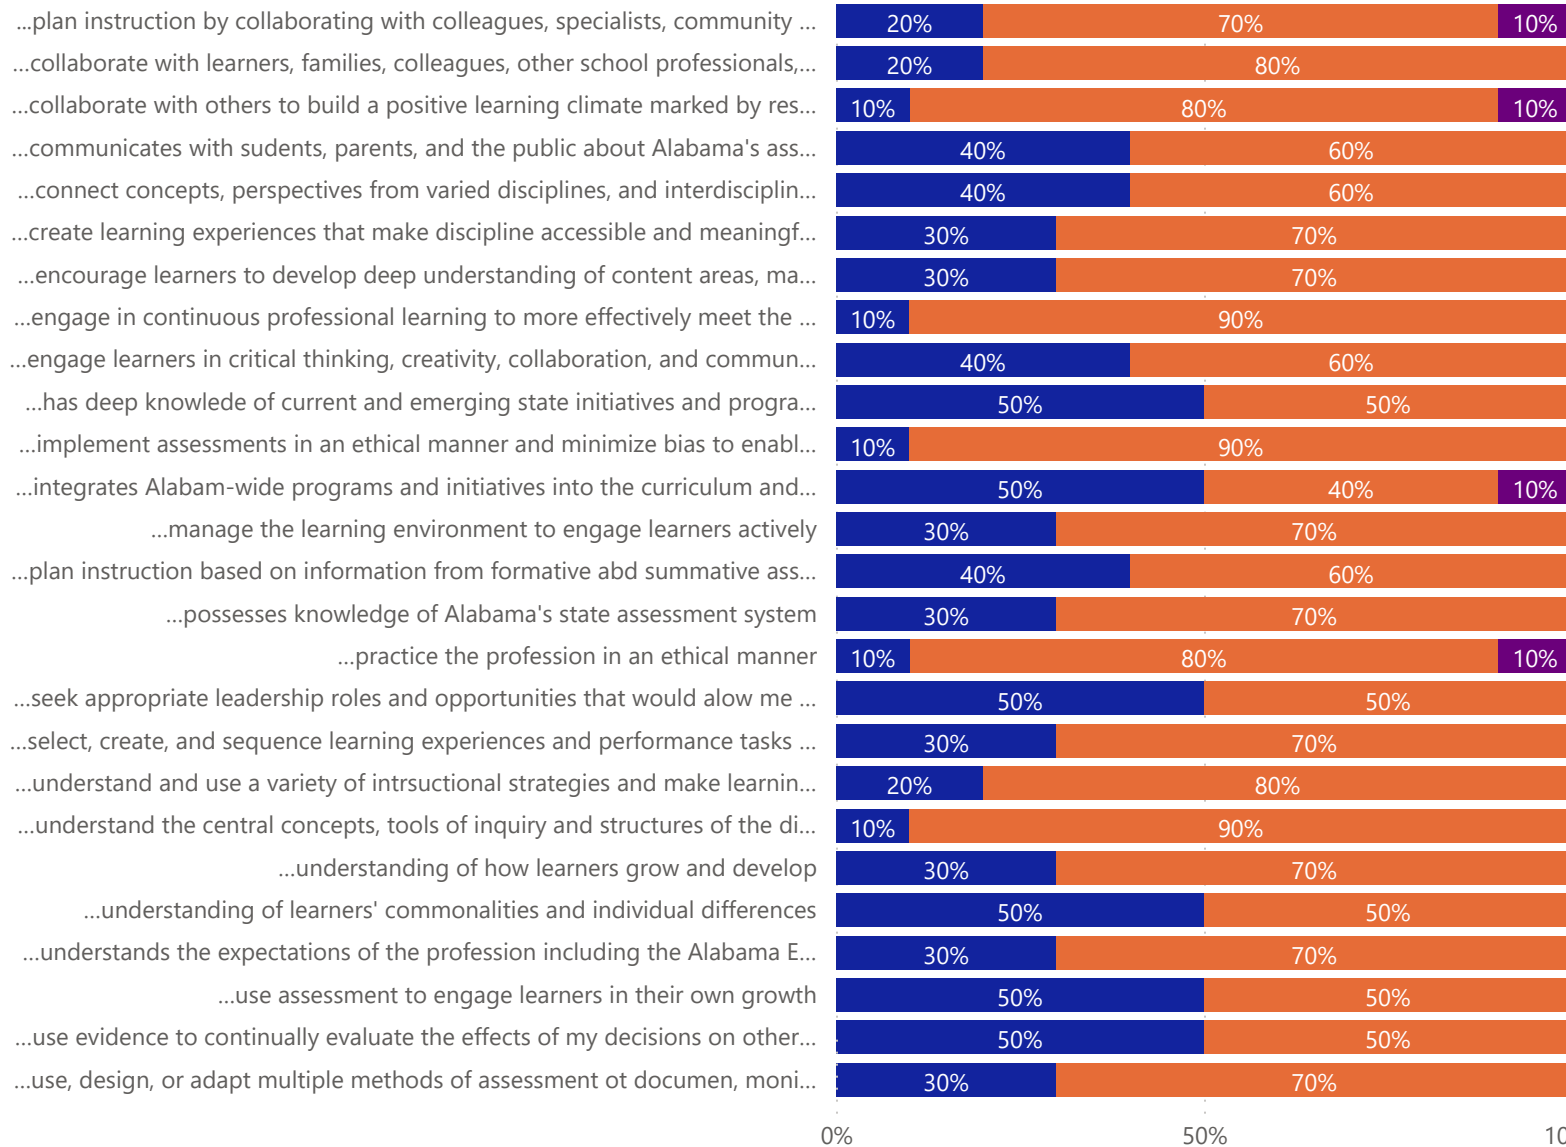 ...plan instruction by collaborating with colleagues, specialists, community ... 20% 70% 10%
...collaborate with learners, families, colleagues, other school professionals,... 20% 80%
...collaborate with others to build a positive learning climate marked by res... 10% 80% 10%
...communicates with sudents, parents, and the public about Alabama's ass... 40% 60%
...connect concepts, perspectives from varied disciplines, and interdisciplin... 40% 60%
...create learning experiences that make discipline accessible and meaningf... 30% 70%
...encourage learners to develop deep understanding of content areas, ma... 30% 70%
...engage in continuous professional learning to more effectively meet the ... 10% 90%
...engage learners in critical thinking, creativity, collaboration, and commun... 40% 60%
...has deep knowlede of current and emerging state initiatives and progra... 50% 50%
...implement assessments in an ethical manner and minimize bias to enabl... 10% 90%
...integrates Alabam-wide programs and initiatives into the curriculum and... 50% 40% 10%
...manage the learning environment to engage learners actively 30% 70%
...plan instruction based on information from formative abd summative ass... 40% 60%
...possesses knowledge of Alabama's state assessment system 30% 70%
...practice the profession in an ethical manner 10% 80% 10%
...seek appropriate leadership roles and opportunities that would alow me ... 50% 50%
...select, create, and sequence learning experiences and performance tasks ... 30% 70%
...understand and use a variety of intrsuctional strategies and make learnin... 20% 80%
...understand the central concepts, tools of inquiry and structures of the di... 10% 90%
...understanding of how learners grow and develop 30% 70%
...understanding of learners' commonalities and individual differences 50% 50%
...understands the expectations of the profession including the Alabama E... 30% 70%
...use assessment to engage learners in their own growth 50% 50%
...use evidence to continually evaluate the effects of my decisions on other... 50% 50%
...use, design, or adapt multiple methods of assessment ot documen, moni... 30% 70%
0% 50% 10